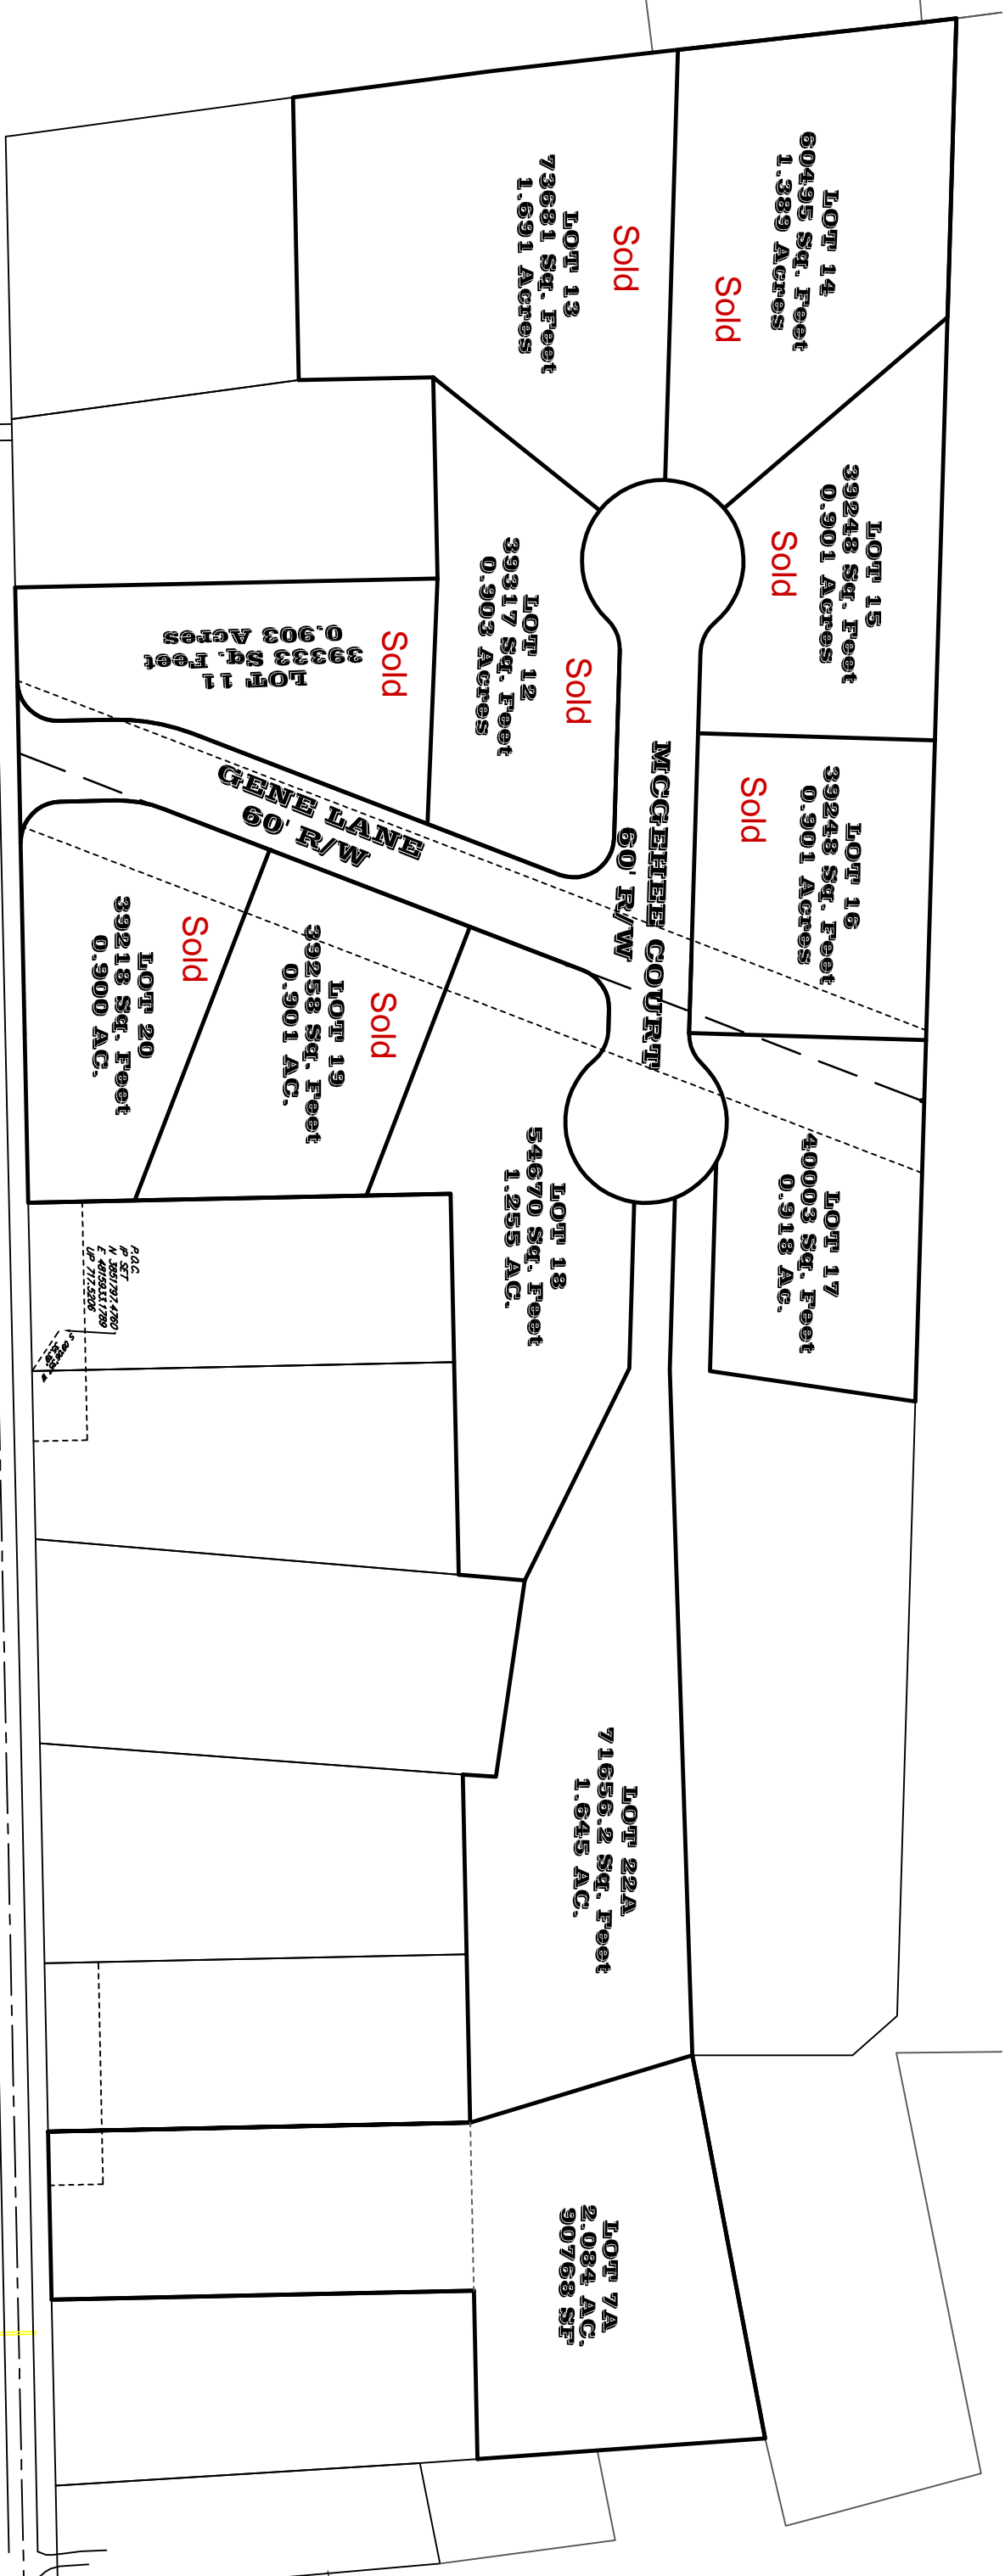 LOT 14
60495 Sq. Feet
1.389 Acres
Sold
LOT 13
73681 Sq. Feet
1.691 Acres
Sold
LOT 15
39248 Sq. Feet
0.901 Acres
Sold
LOT 12
39317 Sq. Feet
0.903 Acres
Sold
LOT 11
39333 Sq. Feet
0.903 Acres
Sold
LOT 16
39248 Sq. Feet
0.901 Acres
Sold
MCGEHEE COURT
60' R/W
GENE LANE
60' R/W
LOT 20
39218 Sq. Feet
0.900 AC.
Sold
LOT 19
39258 Sq. Feet
0.901 AC.
Sold
LOT 18
54670 Sq. Feet
1.255 AC.
LOT 17
40003 Sq. Feet
0.918 AC.
P.O.C.
IP SET
LOT 22A
71656.2 Sq. Feet
1.645 AC.
LOT 7A
2.084 AC.
90768 SF